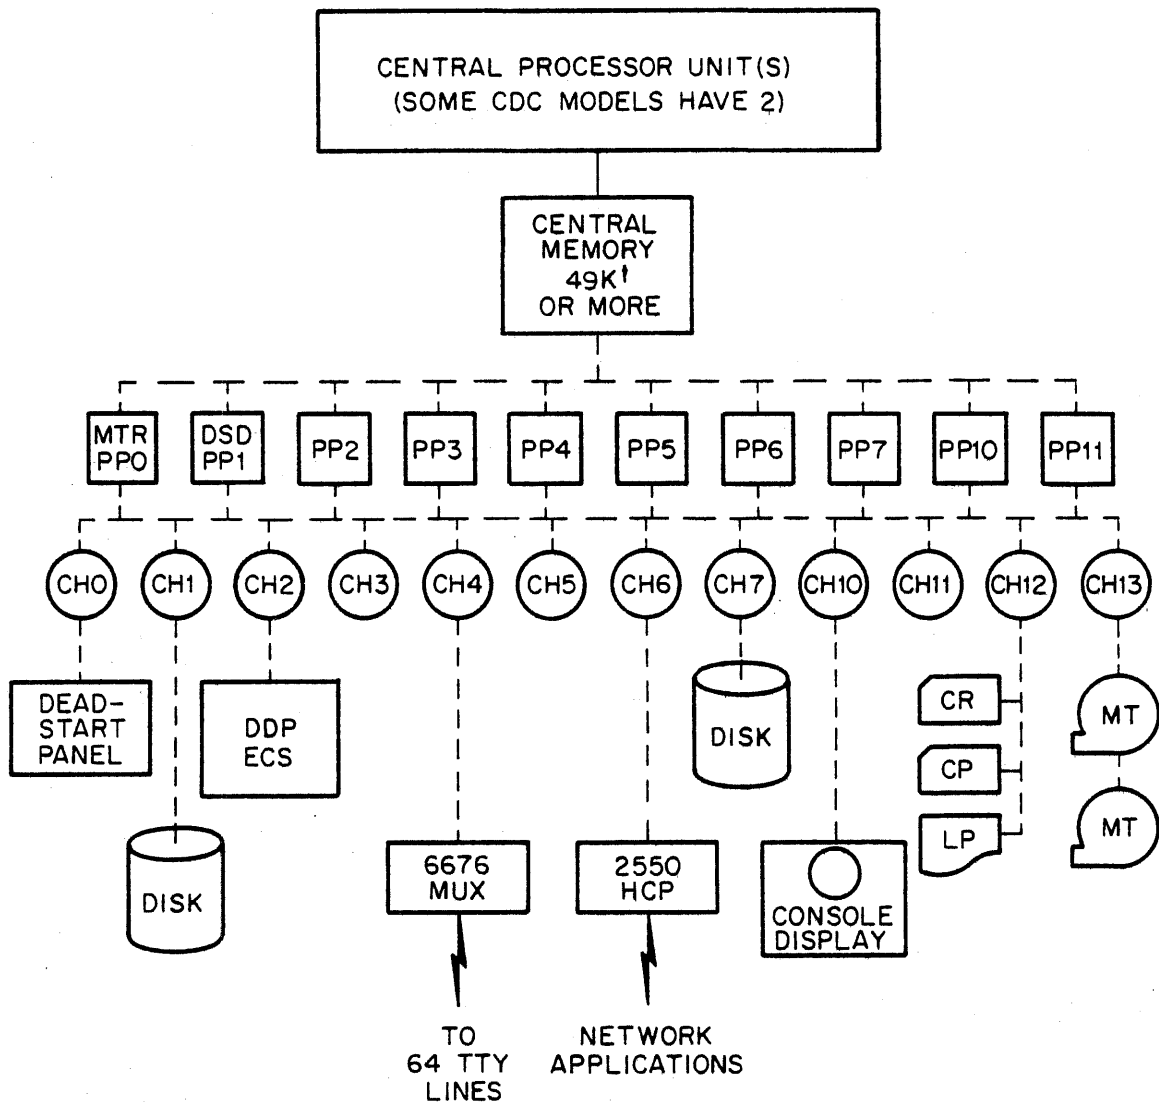 CENTRAL PROCESSOR UNIT(S)
(SOME CDC MODELS HAVE 2)
CENTRAL
MEMORY
49K†
OR MORE
MTR
PP0
DSD
PP1
PP2
PP3
PP4
PP5
PP6
PP7
PP10
PP11
CH0
CH1
CH2
CH3
CH4
CH5
CH6
CH7
CH10
CH11
CH12
CH13
DEAD-
START
PANEL
DISK
DDP
ECS
6676
MUX
TO
64 TTY
LINES
2550
HCP
NETWORK
APPLICATIONS
DISK
CONSOLE
DISPLAY
CR
CP
LP
MT
MT